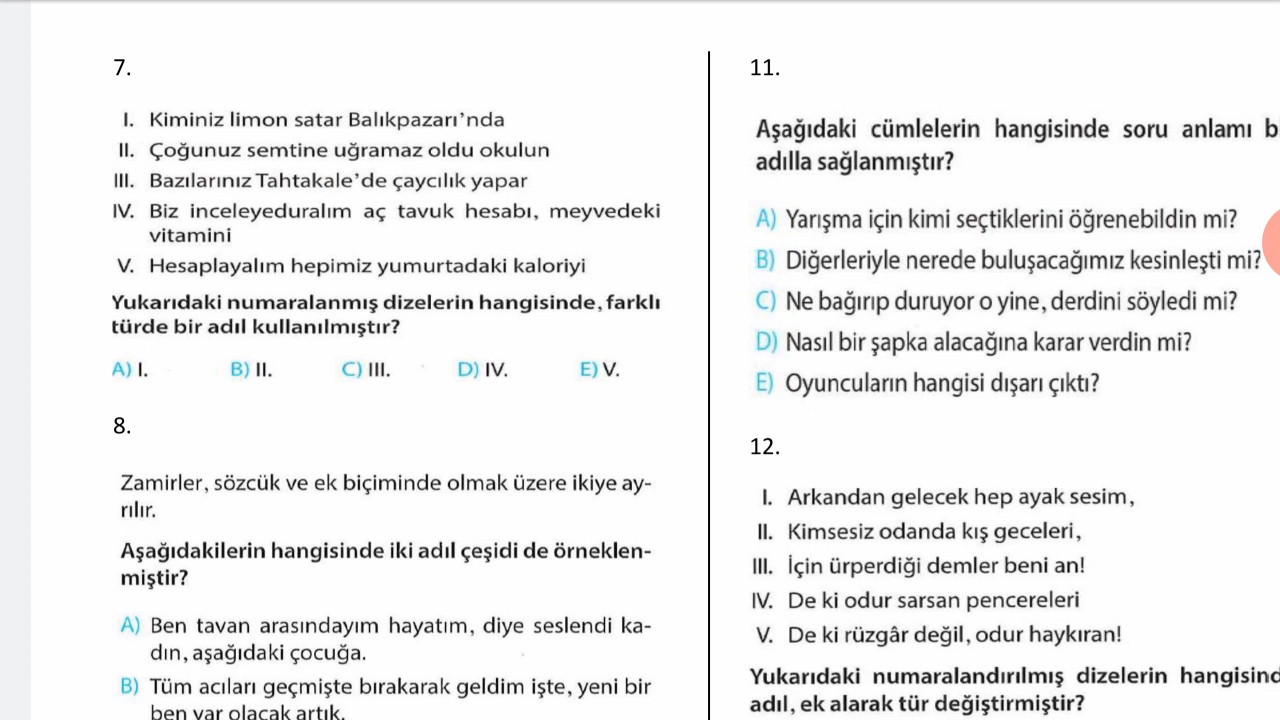 7.
I. Kiminiz limon satar Balıkpazarı'nda
II. Çoğunuz semtine uğramaz oldu okulun
III. Bazılarınız Tahtakale'de çaycılık yapar
IV. Biz inceleyeduralım aç tavuk hesabı, meyvedeki
vitamini
V. Hesaplayalım hepimiz yumurtadaki kaloriyi
Yukarıdaki numaralanmış dizelerin hangisinde, farklı
türde bir adıl kullanılmıştır?
A) I. B) II. C) III. D) IV. E) V.
8.
Zamirler, sözcük ve ek biçiminde olmak üzere ikiye ay-
rılır.
Aşağıdakilerin hangisinde iki adıl çeşidi de örneklen-
miştir?
A) Ben tavan arasındayım hayatım, diye seslendi ka-
dın, aşağıdaki çocuğa.
B) Tüm acıları geçmişte bırakarak geldim işte, yeni bir
ben var olacak artık.
11.
Aşağıdaki cümlelerin hangisinde soru anlamı
adılla sağlanmıştır?
A) Yarışma için kimi seçtiklerini öğrenebildin mi?
B) Diğerleriyle nerede buluşacağımız kesinleşti mi?
C) Ne bağırıp duruyor o yine, derdini söyledi mi?
D) Nasıl bir şapka alacağına karar verdin mi?
E) Oyuncuların hangisi dışarı çıktı?
12.
I. Arkandan gelecek hep ayak sesim,
II. Kimsesiz odanda kış geceleri,
III. İçin ürperdiği demler beni an!
IV. De ki odur sarsan pencereleri
V. De ki rüzgâr değil, odur haykıran!
Yukarıdaki numaralandırılmış dizelerin hangisind
adıl, ek alarak tür değiştirmiştir?